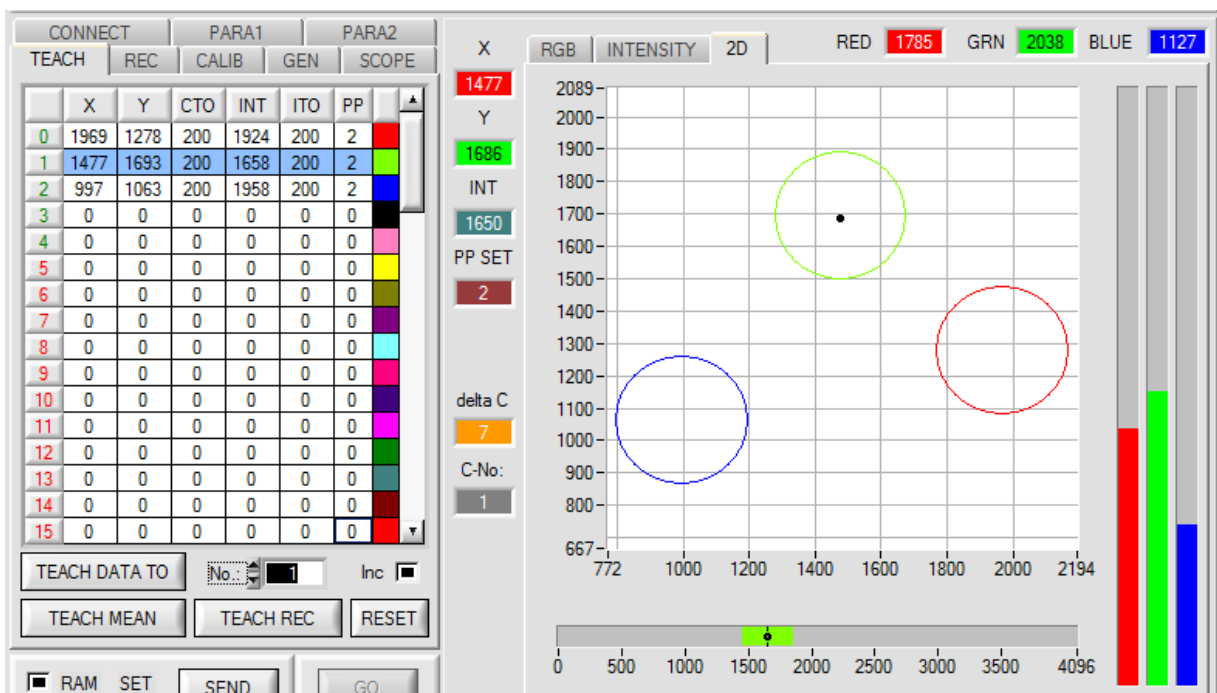 CONNECT PARA1 PARA2
TEACH REC CALIB GEN SCOPE
X Y CTO INT ITO PP
0 1969 1278 200 1924 200 2
1 1477 1693 200 1658 200 2
2 997 1063 200 1958 200 2
3 0 0 0 0 0 0
4 0 0 0 0 0 0
5 0 0 0 0 0 0
6 0 0 0 0 0 0
7 0 0 0 0 0 0
8 0 0 0 0 0 0
9 0 0 0 0 0 0
10 0 0 0 0 0 0
11 0 0 0 0 0 0
12 0 0 0 0 0 0
13 0 0 0 0 0 0
14 0 0 0 0 0 0
15 0 0 0 0 0 0
TEACH DATA TO No.: 1 Inc
TEACH MEAN TEACH REC RESET
RAM SET SEND GO
X
1477
Y
1686
INT
1650
PP SET
2
delta C
7
C-No:
1
RGB INTENSITY 2D RED 1785 GRN 2038 BLUE 1127
2089
2000
1900
1800
1700
1600
1500
1400
1300
1200
1100
1000
900
800
667
772 1000 1200 1400 1600 1800 2000 2194
0 500 1000 1500 2000 2500 3000 3500 4096